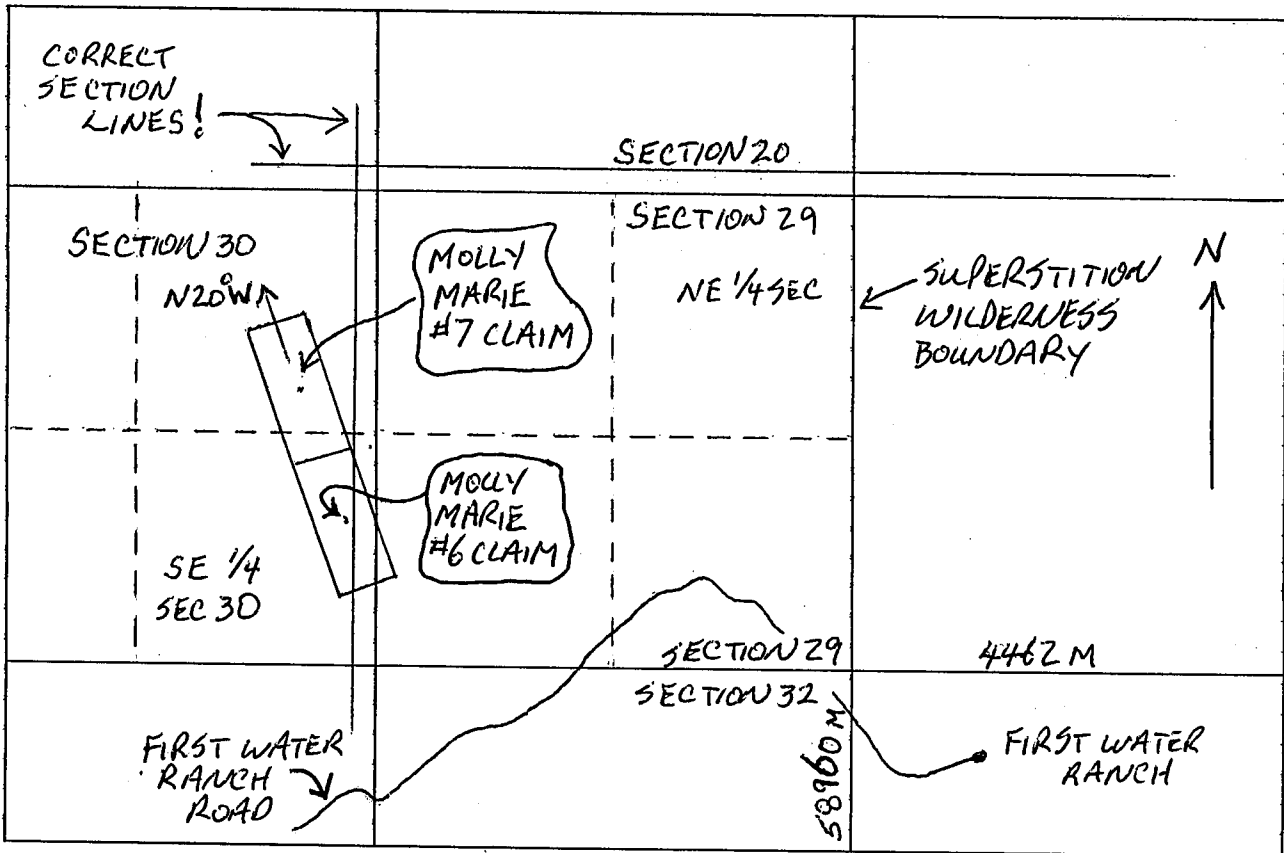 CORRECT
SECTION
LINES!
SECTION 20
SECTION 30
N20°W
MOLLY
MARIE
#7 CLAIM
SECTION 29
NE 1/4 SEC
SUPERSTITION
WILDERNESS
BOUNDARY
N
MOLLY
MARIE
#6 CLAIM
SE 1/4
SEC 30
SECTION 29
4462 M
SECTION 32
58960 M
FIRST WATER
RANCH
ROAD
FIRST WATER
RANCH